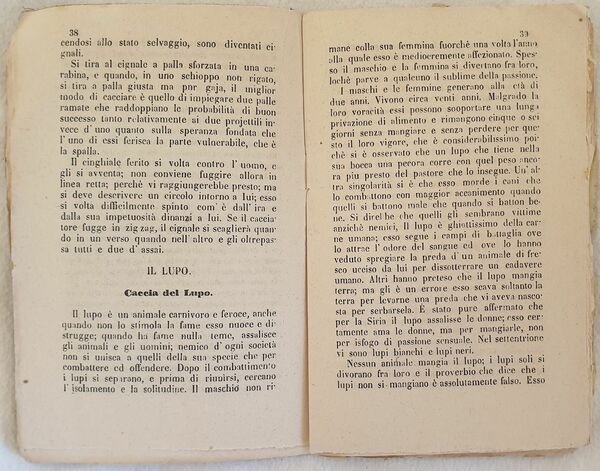 38
cendosi allo stato selvaggio, sono diventati ci
gnali.
Si tira al cignale a palla sforzata in una ca-
rabina, e quando, in uno schioppo non rigato,
si tira a palla giusta ma pnr gaja, il miglior
modo di cacciare è quello di impiegare due palle
ramate che raddoppiano le probabilità di buon
successo tanto relativamente ai due projettili in-
vece d'uno quanto sulla speranza fondata che
l'uno di essi ferisca la parte vulnerabile, che è
la spalla.
Il cinghiale ferito si volta contro l'uomo, e
gli si avventa; non conviene fuggire allora in
linea retta; perchè vi raggiungerebbe presto; ma
si deve descrivere un circolo intorno a lui; esso
si volta difficilmente spinto com'è dall'ira e
dalla sua impetuosità dinanzi a lui. Se il caccia-
tore fugge in zig zag, il cignale si scaglierà quan-
do in un verso quando nell'altro e gli oltrepas-
sa tutti e due d'assai.
IL LUPO.
Caccia del Lupo.
Il lupo è un animale carnivoro e feroce, anche
quando non lo stimola la fame esso nuoce e di-
strugge; quando ha fame nulla teme, assalisce
gli animali e gli uomini; nemico d'ogni società
non si unisce a quelli della sua specie che per
combattere ed offendere. Dopo il combattimento
i lupi si separano, e prima di riunirsi, cercano
l'isolamento e la solitudine. Il maschio non ri-
39
mane colla sua femmina fuorchè una volta l'anno
alla quale esso è mediocremente affezionato. Spes-
so il maschio e la femmina si divertano fra loro,
lochè parve a qualcuno il sublime della passione.
I maschi e le femmine generano alla età di
due anni. Vivono circa venti anni. Malgrado la
loro voracità essi possono sopportare una lunga
privazione di alimento e rimangono cinque o sei
giorni senza mangiare e senza perdere per que-
sto il loro vigore, che è considerabilissimo poi-
chè si è osservato che un lupo che tiene nella
sua bocca una pecora corre con quel peso anco-
ra piu presto del pastore che lo insegue. Un'al-
tra singolarità si è che esso morde i cani che
lo combattono con maggior accanimento quando
quelli si battono male che quando si batton be-
ne. Si direbbe che quelli gli sembrano vittime
anzichè nemici, Il lupo è ghiottissimo della car-
ne umana; esso segue i campi di battaglia ove
lo attrae l'odore del sangue ed ove lo hanno
veduto spregiare la preda d'un animale di fre-
sco ucciso da lui per dissotterrare un cadavere
umano. Altri hanno preteso che il lupo mangia
terra; ma gli è un errore esso scava soltanto la
terra per levarne una preda che vi aveva nasco-
sta per serbarsela. È stato pure affermato che
per la Siria il lupo assalisse le donne; esso cer-
tamente ama le donne, ma per mangiarle, non
per isfogo di passione sensuale. Nel settentrione
vi sono lupi bianchi e lupi neri.
Nessun animale mangia il lupo; i lupi soli si
divorano fra loro e il proverbio che dice che i
lupi non si mangiano è assolutamente falso. Esso